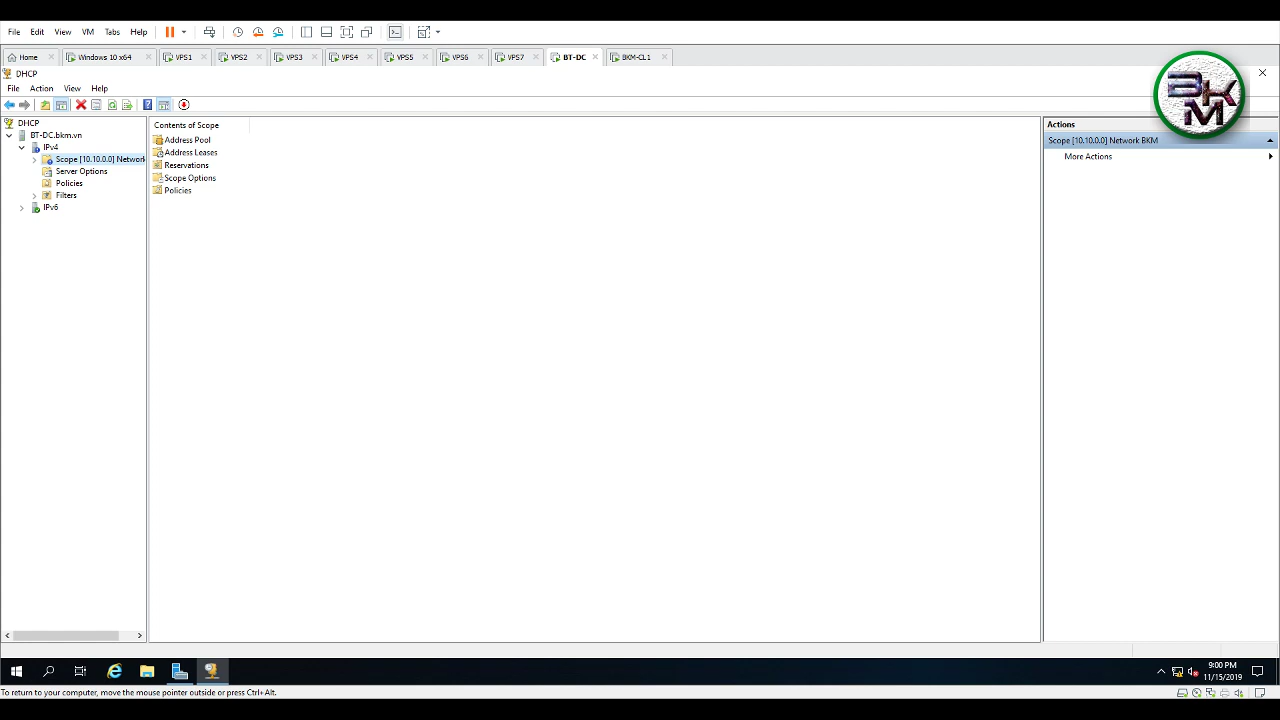 File Edit View VM Tabs Help
Home Windows 10 x64 VPS1 VPS2 VPS3 VPS4 VPS5 VPS6 VPS7 BT-DC BKM-CL1
DHCP
File Action View Help
BKM
DHCP
BT-DC.bkm.vn
IPv4
Scope [10.10.0.0] Network
Server Options
Policies
Filters
IPv6
Contents of Scope
Address Pool
Address Leases
Reservations
Scope Options
Policies
Actions
Scope [10.10.0.0] Network BKM
More Actions
9:00 PM
11/15/2019
To return to your computer, move the mouse pointer outside or press Ctrl+Alt.